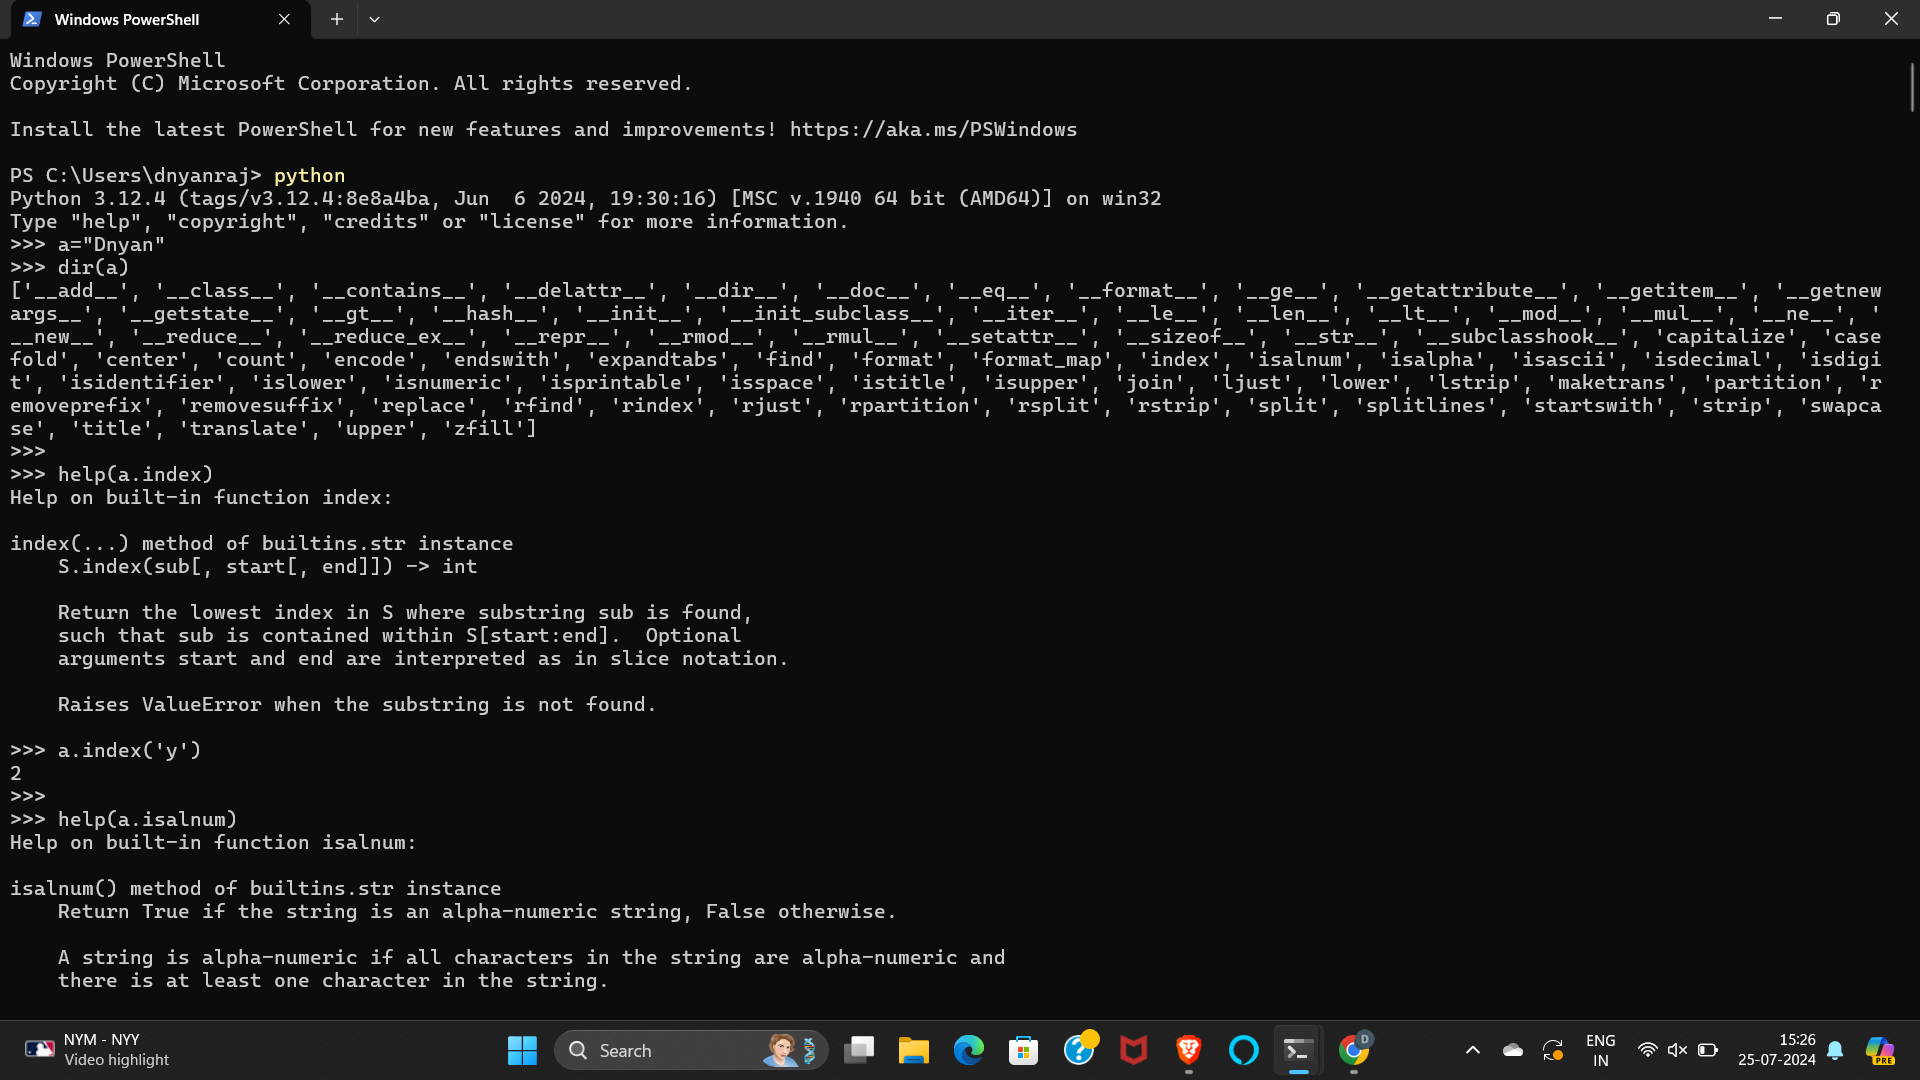 Windows PowerShell
Windows PowerShell
Copyright (C) Microsoft Corporation. All rights reserved.
Install the latest PowerShell for new features and improvements! https://aka.ms/PSWindows
PS C:\Users\dnyanraj> python
Python 3.12.4 (tags/v3.12.4:8e8a4ba, Jun  6 2024, 19:30:16) [MSC v.1940 64 bit (AMD64)] on win32
Type "help", "copyright", "credits" or "license" for more information.
>>> a="Dnyan"
>>> dir(a)
['__add__', '__class__', '__contains__', '__delattr__', '__dir__', '__doc__', '__eq__', '__format__', '__ge__', '__getattribute__', '__getitem__', '__getnew
args__', '__getstate__', '__gt__', '__hash__', '__init__', '__init_subclass__', '__iter__', '__le__', '__len__', '__lt__', '__mod__', '__mul__', '__ne__', '
__new__', '__reduce__', '__reduce_ex__', '__repr__', '__rmod__', '__rmul__', '__setattr__', '__sizeof__', '__str__', '__subclasshook__', 'capitalize', 'case
fold', 'center', 'count', 'encode', 'endswith', 'expandtabs', 'find', 'format', 'format_map', 'index', 'isalnum', 'isalpha', 'isascii', 'isdecimal', 'isdigi
t', 'isidentifier', 'islower', 'isnumeric', 'isprintable', 'isspace', 'istitle', 'isupper', 'join', 'ljust', 'lower', 'lstrip', 'maketrans', 'partition', 'r
emoveprefix', 'removesuffix', 'replace', 'rfind', 'rindex', 'rjust', 'rpartition', 'rsplit', 'rstrip', 'split', 'splitlines', 'startswith', 'strip', 'swapca
se', 'title', 'translate', 'upper', 'zfill']
>>>
>>> help(a.index)
Help on built-in function index:
index(...) method of builtins.str instance
    S.index(sub[, start[, end]]) -> int
    Return the lowest index in S where substring sub is found,
    such that sub is contained within S[start:end].  Optional
    arguments start and end are interpreted as in slice notation.
    Raises ValueError when the substring is not found.
>>> a.index('y')
2
>>>
>>> help(a.isalnum)
Help on built-in function isalnum:
isalnum() method of builtins.str instance
    Return True if the string is an alpha-numeric string, False otherwise.
    A string is alpha-numeric if all characters in the string are alpha-numeric and
    there is at least one character in the string.
NYM - NYY
Video highlight
Search
D
ENG
IN
15:26
25-07-2024
PRE